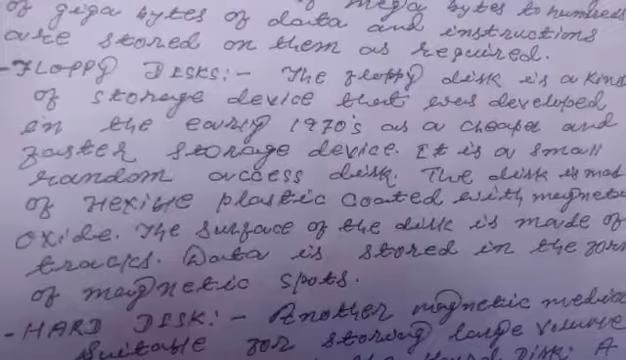 of giga bytes of data and instructions
are stored on them as required.
-FLOPPY DISKS:- The floppy disk is a kind
of storage device that was developed
in the early 1970's as a cheaper and
faster storage device. It is a small
random access disk. The disk is mad
of Flexible plastic coated with magnetic
oxide. The surface of the disk is made of
tracks. Data is stored in the form
of magnetic spots.
-HARD DISK:- Another magnetic media
suitable for storing large volume